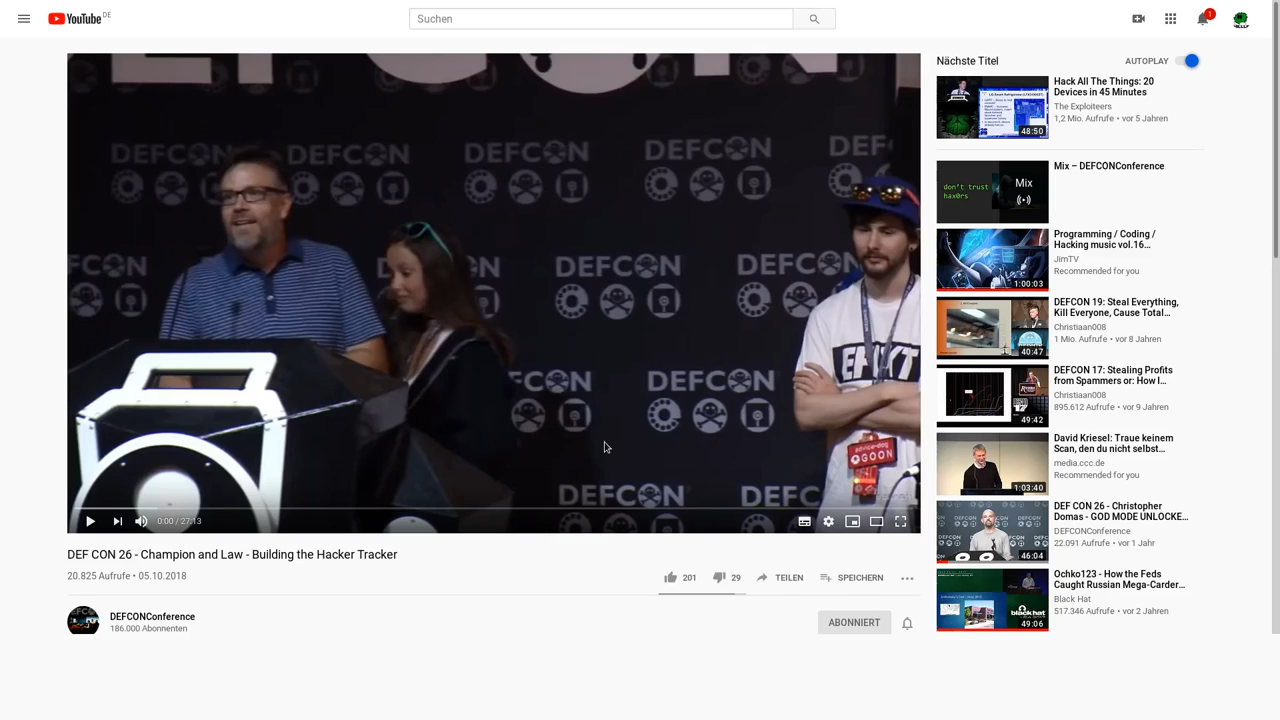 YouTube DE
Suchen
1
DEFCON DEFCON DEFCON DEF
CON DEFCON DEFCON
DEFCON DEFCON
DEFCON DEFC
GOON
0:00 / 27:13
DEF CON 26 - Champion and Law - Building the Hacker Tracker
20.825 Aufrufe • 05.10.2018
201
29
TEILEN
SPEICHERN
DEFCONConference
186.000 Abonnenten
ABONNIERT
Nächste Titel
AUTOPLAY
48:50
Hack All The Things: 20
Devices in 45 Minutes
The Exploiteers
1,2 Mio. Aufrufe • vor 5 Jahren
don't trust
hax0rs
Mix
Mix – DEFCONConference
1:00:03
Programming / Coding /
Hacking music vol.16…
JimTV
Recommended for you
40:47
DEFCON 19: Steal Everything,
Kill Everyone, Cause Total…
Christiaan008
1 Mio. Aufrufe • vor 8 Jahren
49:42
DEFCON 17: Stealing Profits
from Spammers or: How I…
Christiaan008
895.612 Aufrufe • vor 9 Jahren
1:03:40
David Kriesel: Traue keinem
Scan, den du nicht selbst…
media.ccc.de
Recommended for you
46:04
DEF CON 26 - Christopher
Domas - GOD MODE UNLOCKE…
DEFCONConference
22.091 Aufrufe • vor 1 Jahr
black hat
49:06
Ochko123 - How the Feds
Caught Russian Mega-Carder…
Black Hat
517.346 Aufrufe • vor 2 Jahren